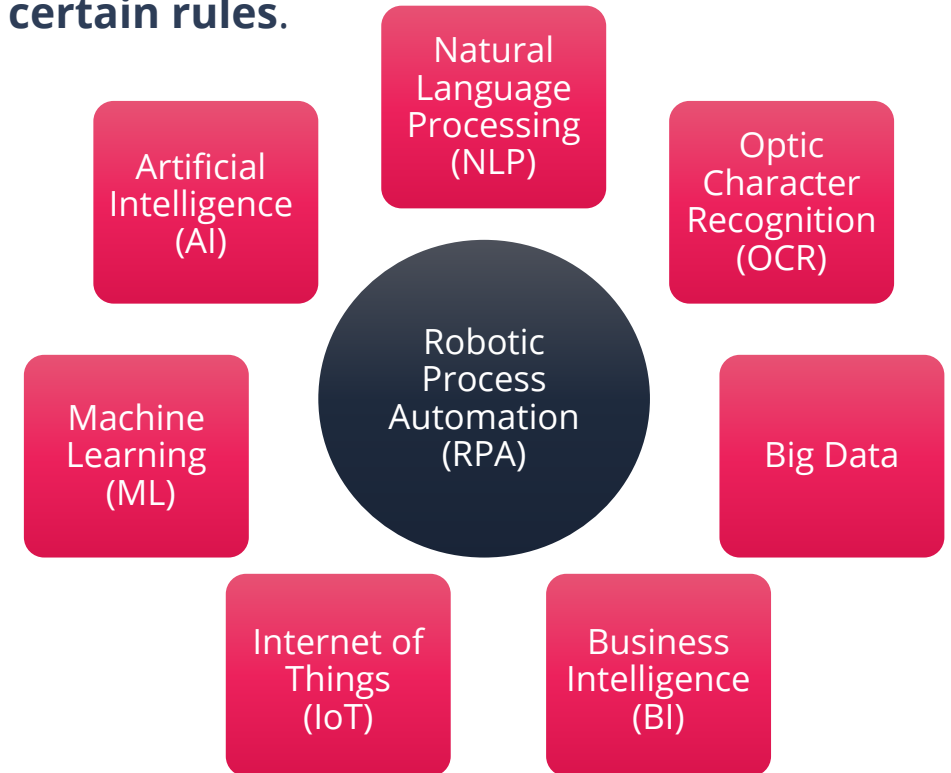 certain rules.
Natural
Language
Processing
(NLP)
Artificial
Intelligence
(AI)
Optic
Character
Recognition
(OCR)
Robotic
Process
Automation
(RPA)
Machine
Learning
(ML)
Big Data
Internet of
Things
(IoT)
Business
Intelligence
(BI)